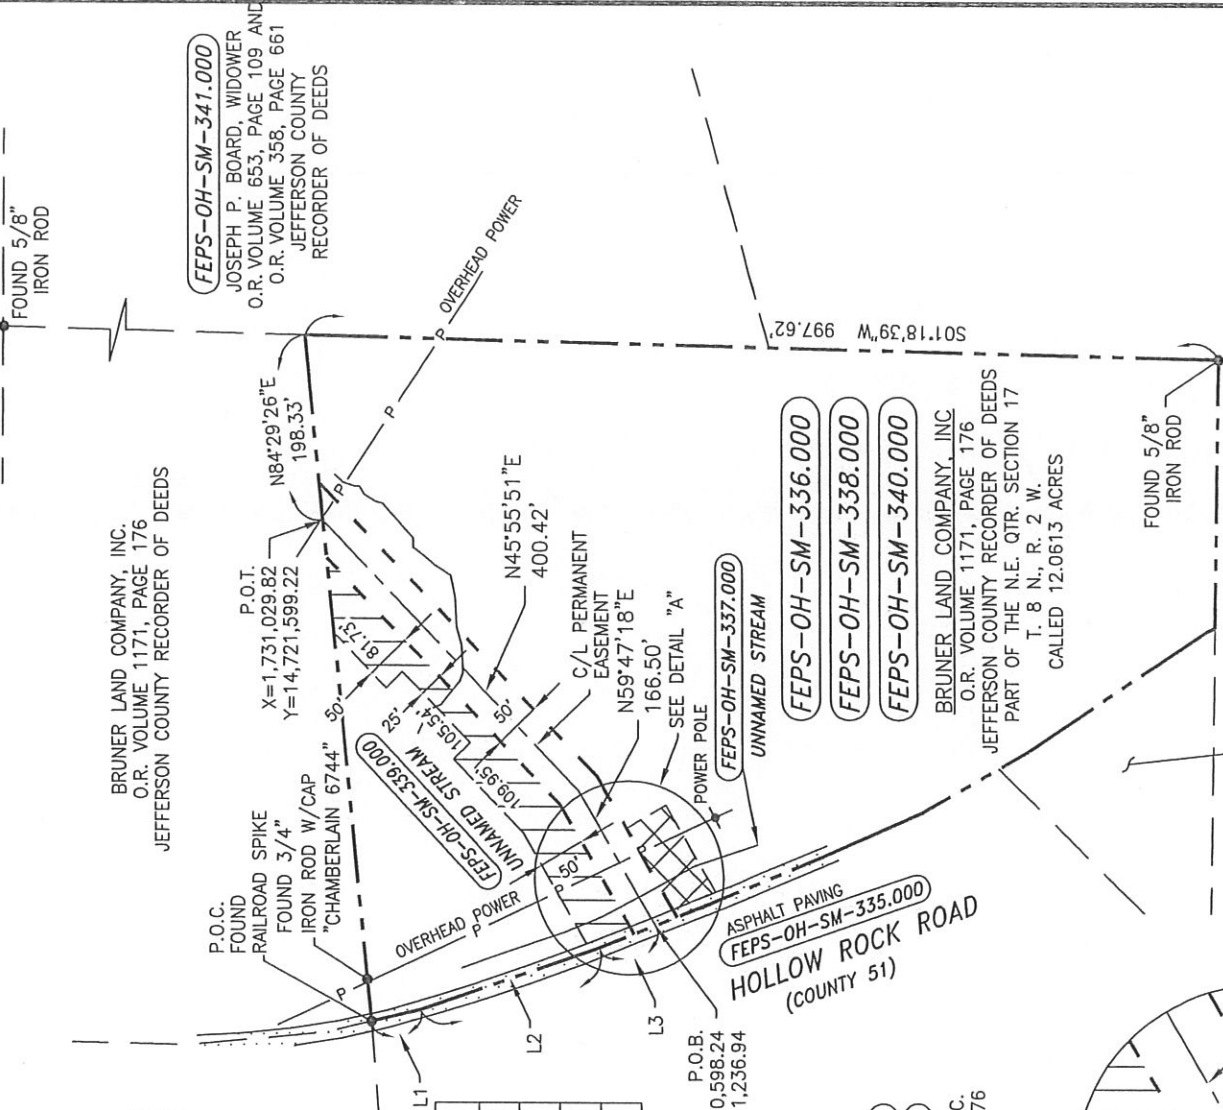 FOUND 5/8"
IRON ROD
FEPS-OH-SM-341.000
JOSEPH P. BOARD, WIDOWER
O.R. VOLUME 653, PAGE 109 AND
O.R. VOLUME 358, PAGE 661
JEFFERSON COUNTY
RECORDER OF DEEDS
P OVERHEAD POWER
P
P
N84°29'26"E
198.33'
BRUNER LAND COMPANY, INC.
O.R. VOLUME 1171, PAGE 176
JEFFERSON COUNTY RECORDER OF DEEDS
P.O.T.
X=1,731,029.82
Y=14,721,599.22
S01°18'39"W 997.62'
N45°55'51"E
400.42'
C/L PERMANENT
EASEMENT
N59°47'18"E
166.50'
SEE DETAIL "A"
81.73'
50'
25'
105.54'
50'
109.95'
50'
FEPS-OH-SM-339.000
UNNAMED STREAM
POWER POLE
FEPS-OH-SM-337.000
UNNAMED STREAM
FEPS-OH-SM-336.000
FEPS-OH-SM-338.000
FEPS-OH-SM-340.000
BRUNER LAND COMPANY, INC
O.R. VOLUME 1171, PAGE 176
JEFFERSON COUNTY RECORDER OF DEEDS
PART OF THE N.E. QTR. SECTION 17
T. 8 N., R. 2 W.
CALLED 12.0613 ACRES
FOUND 5/8"
IRON ROD
P.O.C.
FOUND
RAILROAD SPIKE
FOUND 3/4"
IRON ROD W/CAP
"CHAMBERLAIN 6744"
OVERHEAD POWER
P
P
P
P
ASPHALT PAVING
FEPS-OH-SM-335.000
HOLLOW ROCK ROAD
(COUNTY 51)
L1
L2
L3
P.O.B.
0,598.24
1,236.94
C.
76